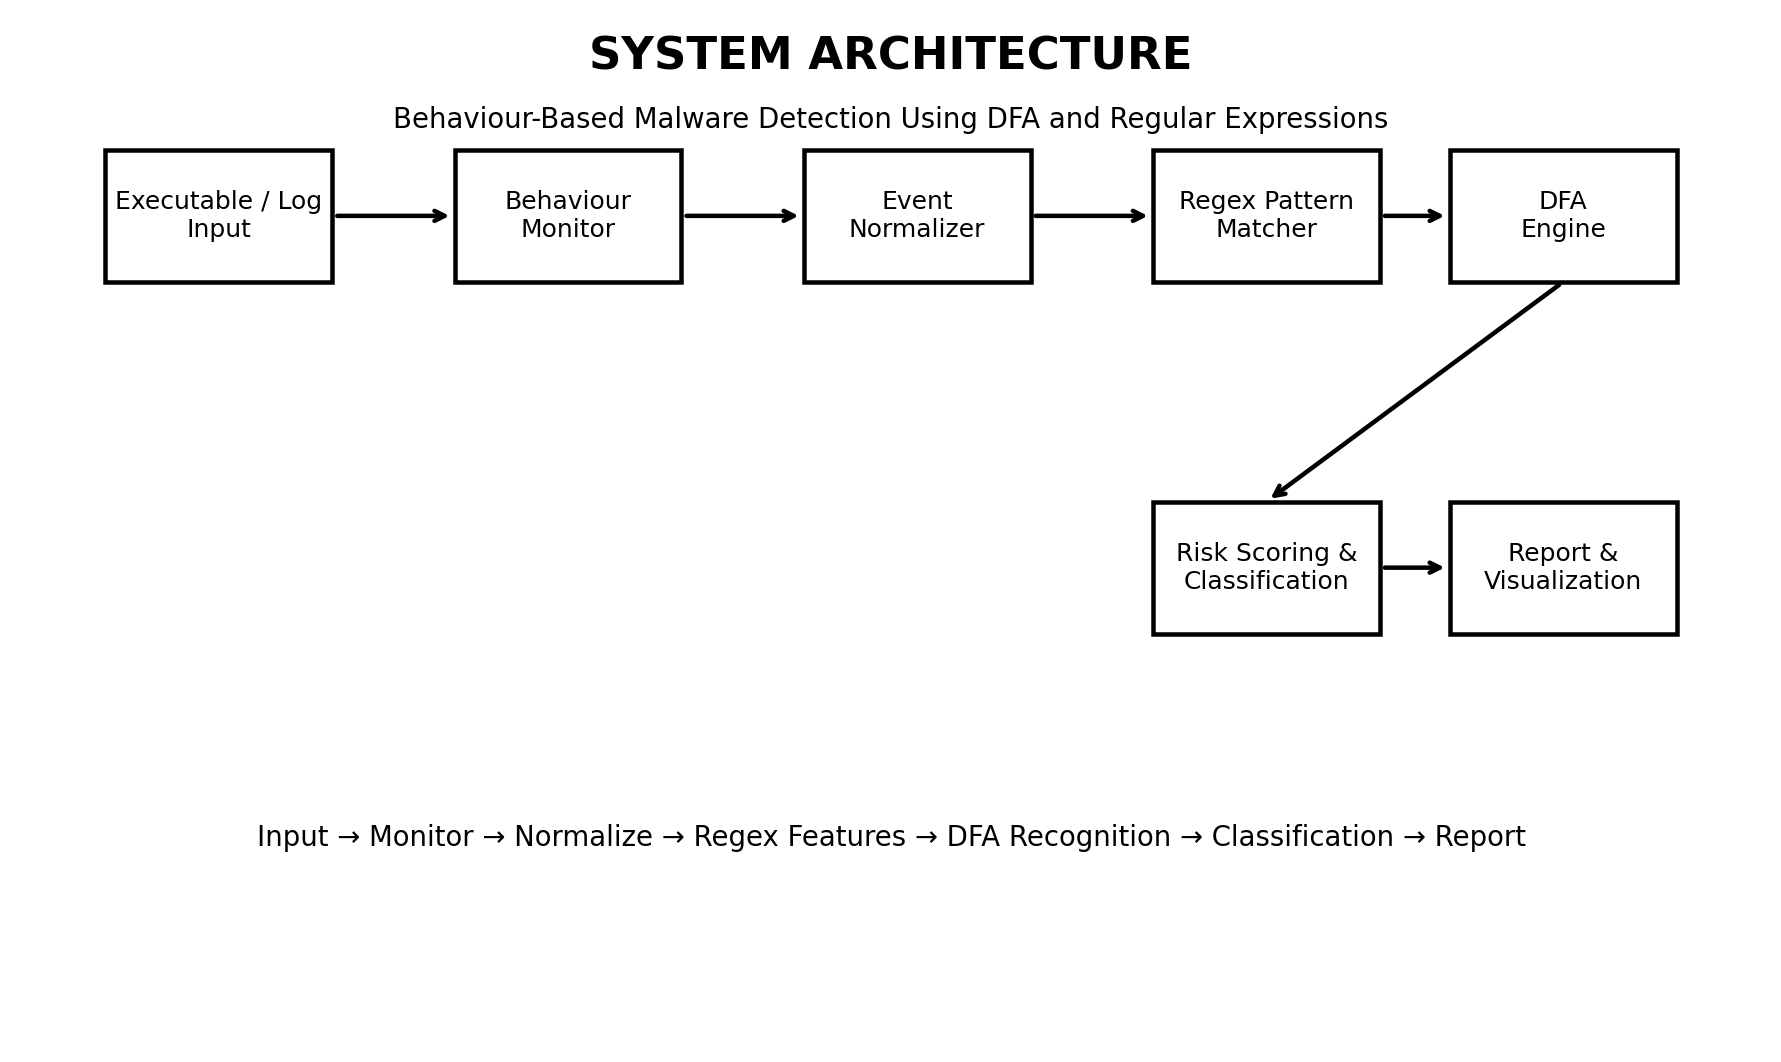 SYSTEM ARCHITECTURE
Behaviour-Based Malware Detection Using DFA and Regular Expressions
Executable / Log
Input
Behaviour
Monitor
Event
Normalizer
Regex Pattern
Matcher
DFA
Engine
Risk Scoring &
Classification
Report &
Visualization
Input → Monitor → Normalize → Regex Features → DFA Recognition → Classification → Report